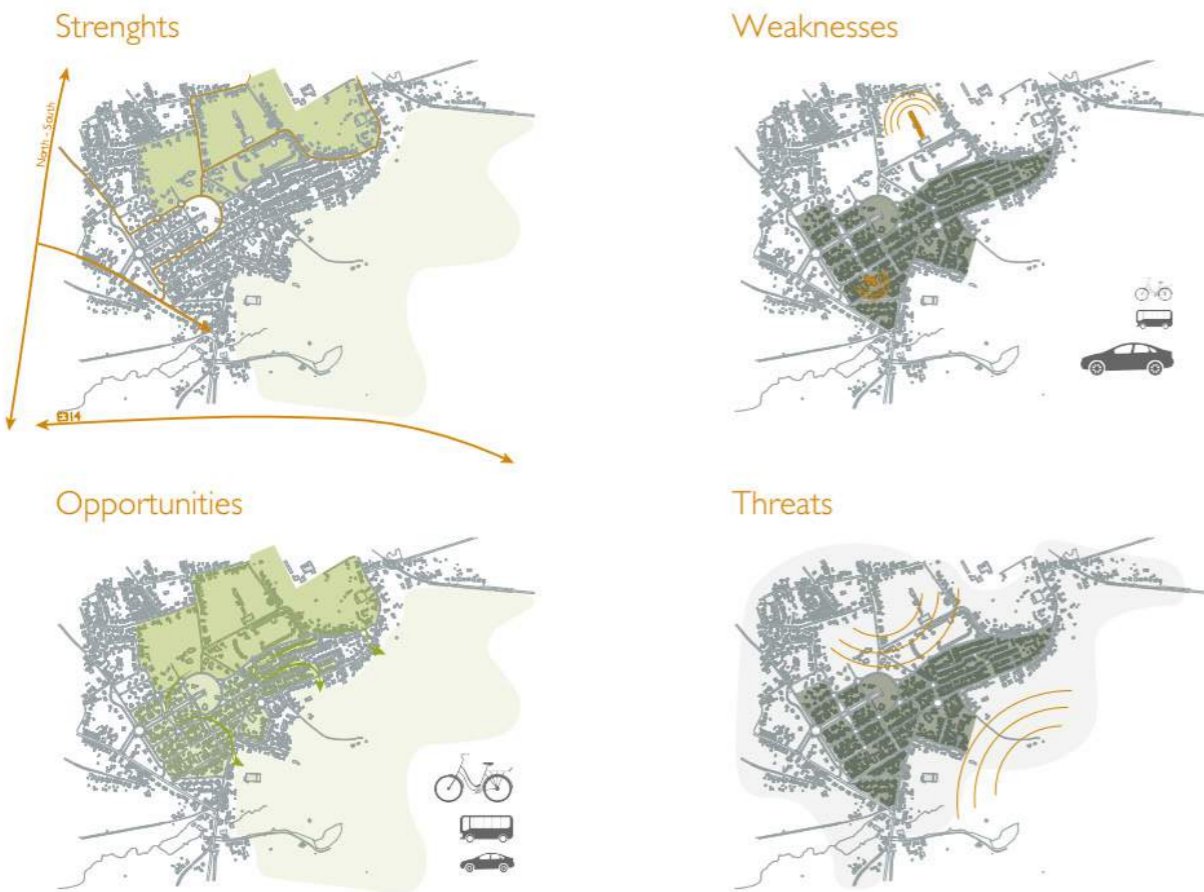 Strenghts
Weaknesses
North - South
E314
Opportunities
Threats